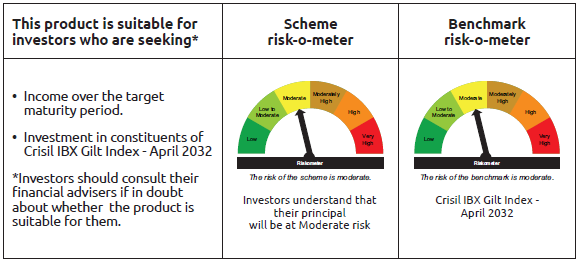 This product is suitable for
investors who are seeking*
• Income over the target
maturity period.
• Investment in constituents of
Crisil IBX Gilt Index - April 2032
*Investors should consult their
financial advisers if in doubt
about whether the product is
suitable for them.
Scheme
risk-o-meter
Low
Low to
Moderate
Moderate
Moderately
High
High
Very
High
Riskometer
The risk of the scheme is moderate.
Investors understand that
their principal
will be at Moderate risk
Benchmark
risk-o-meter
Low
Low to
Moderate
Moderate
Moderately
High
High
Very
High
Riskometer
The risk of the benchmark is moderate.
Crisil IBX Gilt Index -
April 2032